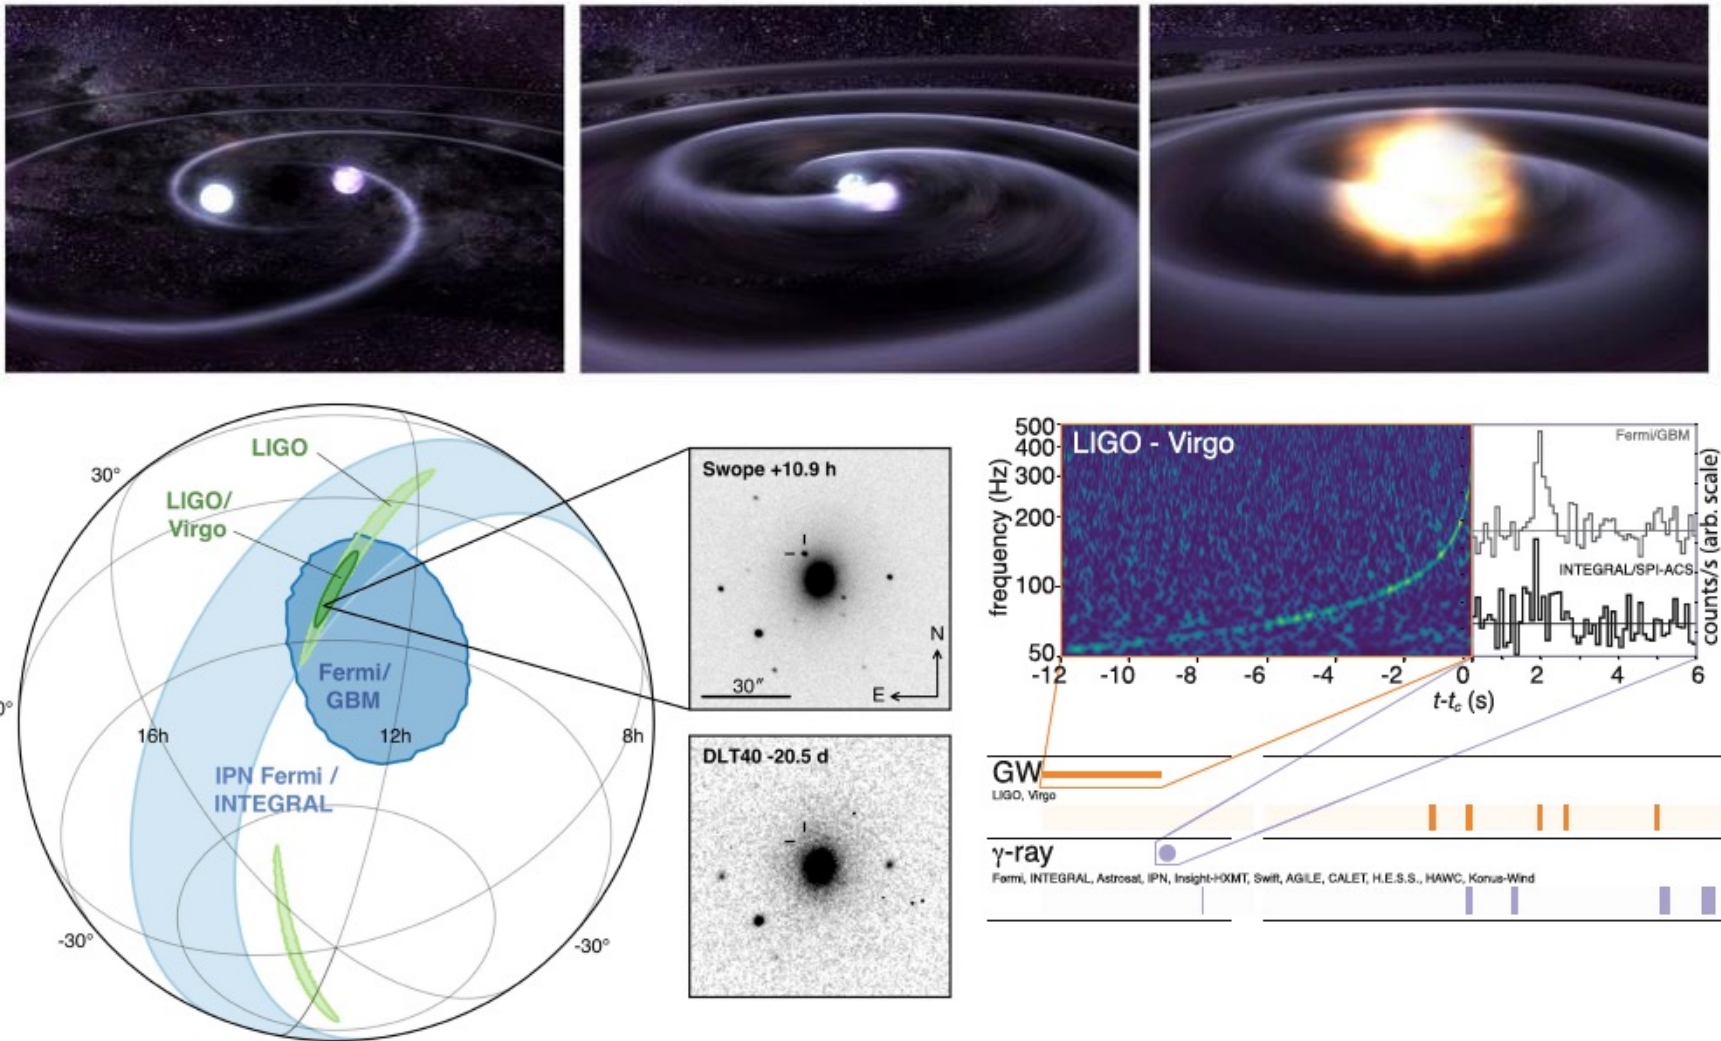 LIGO
30°
LIGO/
Virgo
Fermi/
GBM
0°
16h
12h
8h
IPN Fermi /
INTEGRAL
-30°
-30°
Swope +10.9 h
N
30″
E
DLT40 -20.5 d
LIGO - Virgo
500
400
300
200
100
50
frequency (Hz)
-12
-10
-8
-6
-4
-2
0
2
4
6
t-tc (s)
Fermi/GBM
INTEGRAL/SPI-ACS
counts/s (arb. scale)
GW
LIGO, Virgo
γ-ray
Fermi, INTEGRAL, Astrosat, IPN, Insight-HXMT, Swift, AGILE, CALET, H.E.S.S., HAWC, Konus-Wind